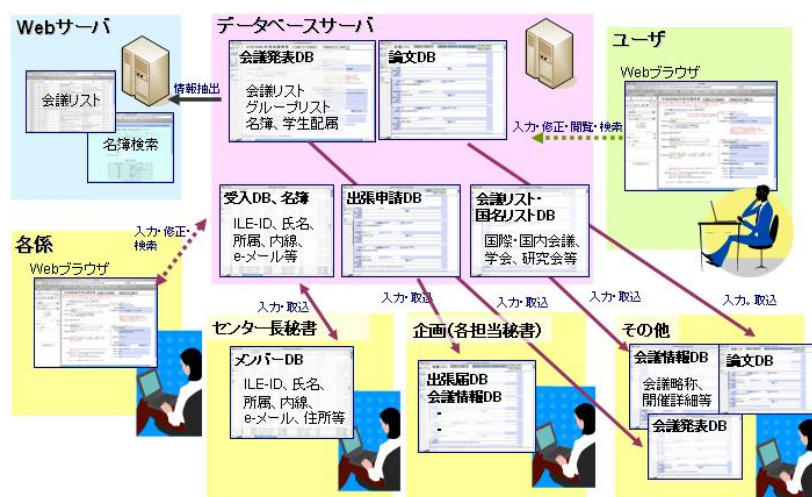 Webサーバ
会議リスト
名簿検索
情報抽出
データベースサーバ
会議発表DB
会議リスト
グループリスト
名簿、学生配属
論文DB
受入DB、名簿
ILE-ID、氏名、
所属、内線、
e-メール等
出張申請DB
会議リスト・
国名リストDB
国際・国内会議、
学会、研究会等
ユーザ
Webブラウザ
入力・修正・閲覧・検索
各係
Webブラウザ
入力・修正・
検索
入力・取込
入力・取込
入力・取込
入力。取込
センター長秘書
メンバーDB
ILE-ID、氏名、
所属、内線、
e-メール、住所等
企画(各担当秘書)
出張届DB
会議情報DB
-
-
その他
会議情報DB
会議略称、
開催詳細等
論文DB
会議発表DB